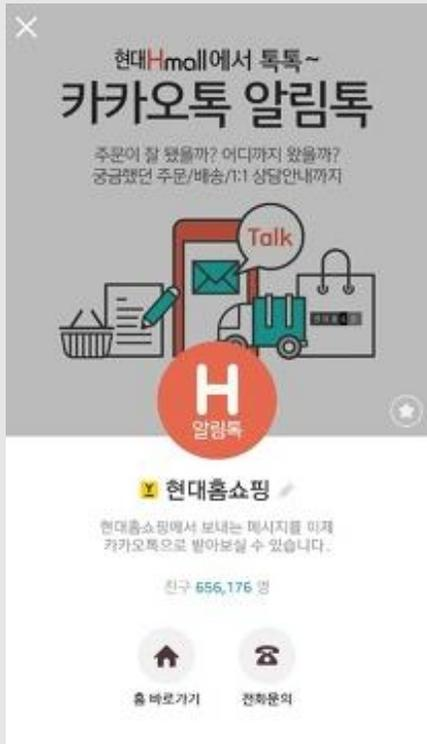 현대Hmall에서 톡톡~
카카오톡 알림톡
주문이 잘 됐을까? 어디까지 왔을까?
궁금했던 주문/배송/1:1 상담안내까지
Talk
H
알림톡
현대홈쇼핑
현대홈쇼핑에서 보내는 메시지를 이제
카카오톡으로 받아보실 수 있습니다.
친구 656,176 명
홈 바로가기
전화문의